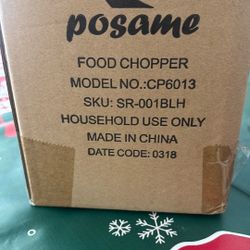 posame
FOOD CHOPPER
MODEL NO.:CP6013
SKU: SR-001BLH
HOUSEHOLD USE ONLY
MADE IN CHINA
DATE CODE: 0318